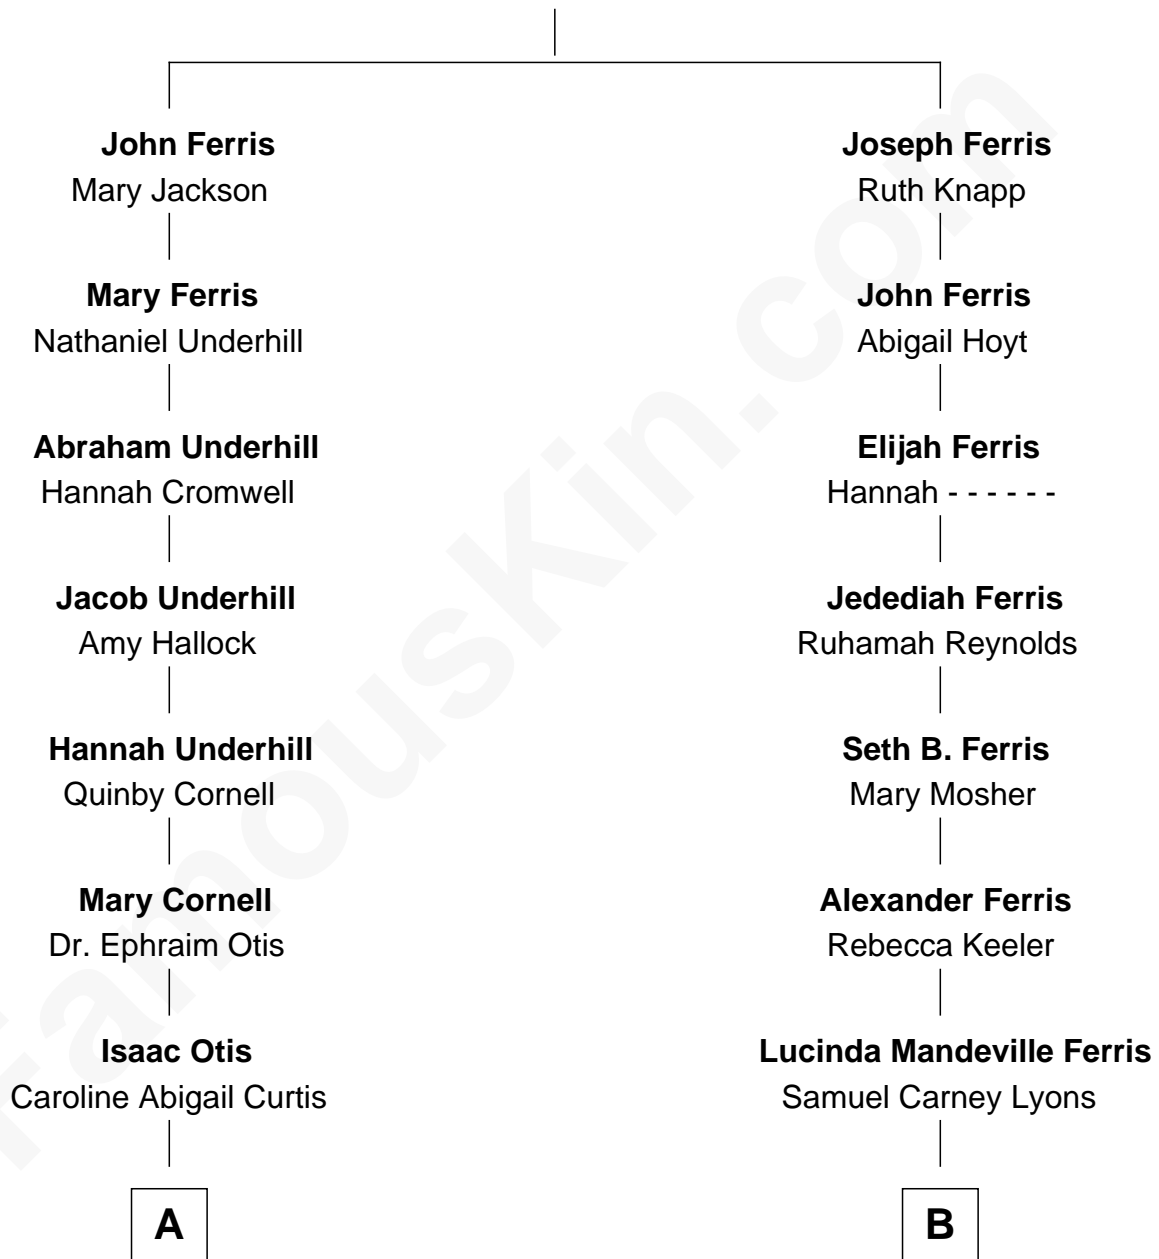 John Ferris
Mary Jackson
Mary Ferris
Nathaniel Underhill
Abraham Underhill
Hannah Cromwell
Jacob Underhill
Amy Hallock
Hannah Underhill
Quinby Cornell
Mary Cornell
Dr. Ephraim Otis
Isaac Otis
Caroline Abigail Curtis
A
Joseph Ferris
Ruth Knapp
John Ferris
Abigail Hoyt
Elijah Ferris
Hannah - - - - - -
Jedediah Ferris
Ruhamah Reynolds
Seth B. Ferris
Mary Mosher
Alexander Ferris
Rebecca Keeler
Lucinda Mandeville Ferris
Samuel Carney Lyons
B
FamousKin.com